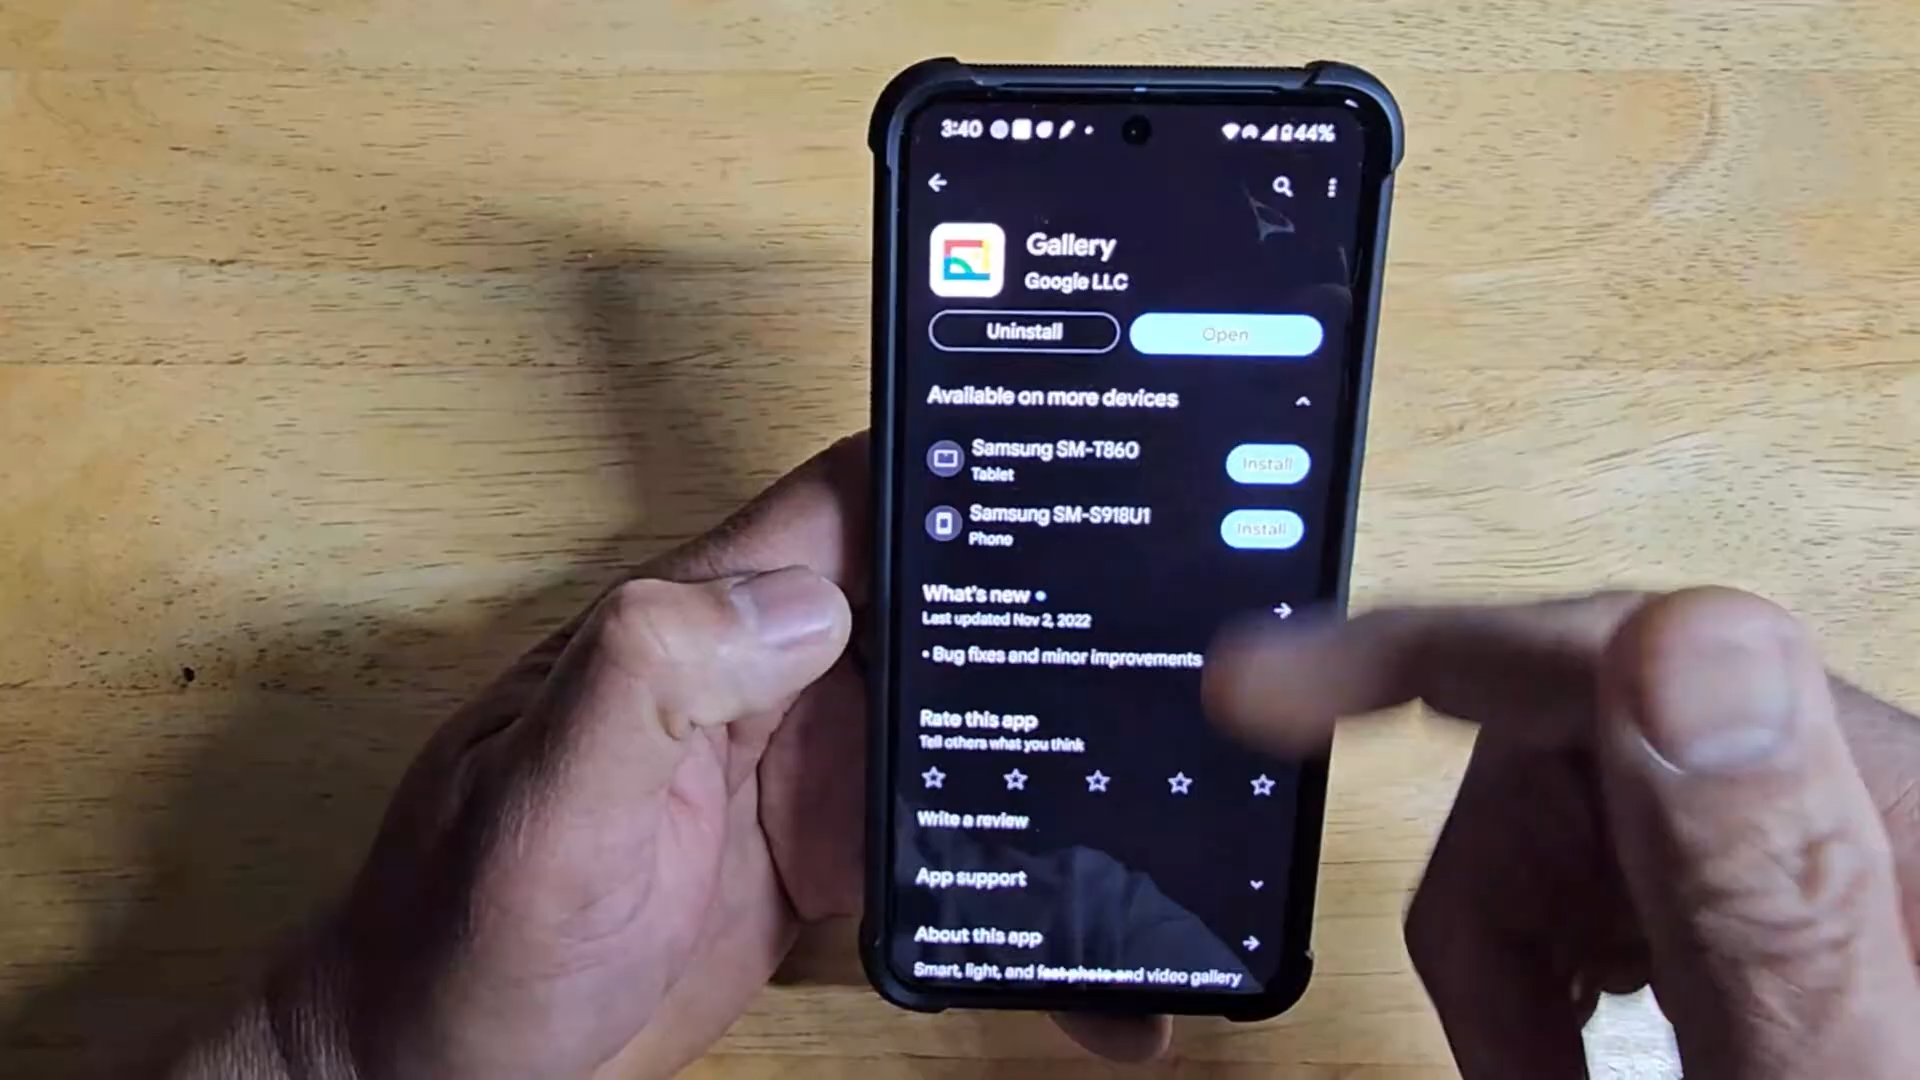 3:40
44%
Gallery
Google LLC
Uninstall
Open
Available on more devices
Samsung SM-T860
Tablet
Install
Samsung SM-S918U1
Phone
Install
What's new
Last updated Nov 2, 2022
• Bug fixes and minor improvements
Rate this app
Tell others what you think
Write a review
App support
About this app
Smart, light, and fast photo and video gallery